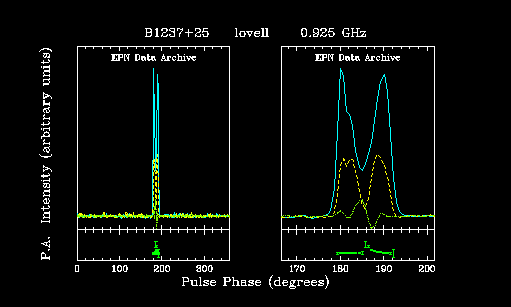 B1237+25 lovell 0.925 GHz
EPN Data Archive EPN Data Archive
P.A. Intensity (arbitrary units)
0 100 200 300 170 180 190 200
Pulse Phase (degrees)